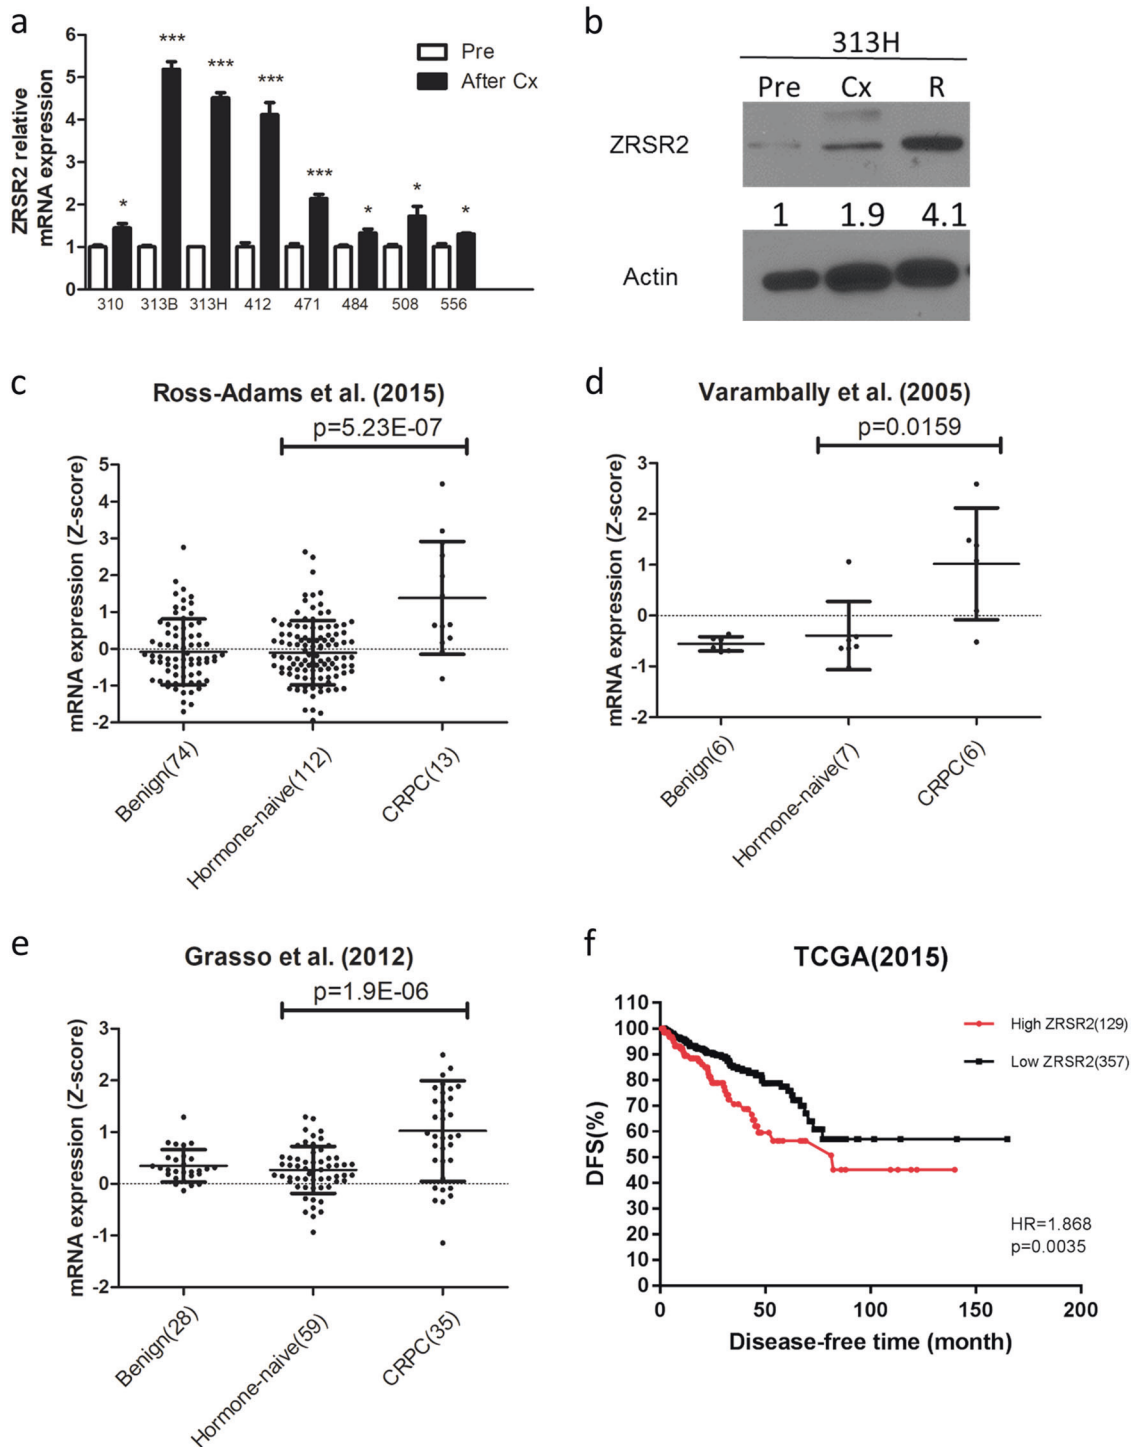 a
ZRSR2 relative
mRNA expression
6
5
4
3
2
1
0
*
***
***
***
***
*
*
*
Pre
After Cx
310 313B 313H 412 471 484 508 556
b
313H
Pre Cx R
ZRSR2
1 1.9 4.1
Actin
c
Ross-Adams et al. (2015)
p=5.23E-07
mRNA expression (Z-score)
5
4
3
2
1
0
-1
-2
Benign(74)
Hormone-naive(112)
CRPC(13)
d
Varambally et al. (2005)
p=0.0159
mRNA expression (Z-score)
3
2
1
0
-1
-2
Benign(6)
Hormone-naive(7)
CRPC(6)
e
Grasso et al. (2012)
p=1.9E-06
mRNA expression (Z-score)
3
2
1
0
-1
-2
Benign(28)
Hormone-naive(59)
CRPC(35)
f
TCGA(2015)
DFS(%)
110
100
90
80
70
60
50
40
30
20
10
0
High ZRSR2(129)
Low ZRSR2(357)
HR=1.868
p=0.0035
0 50 100 150 200
Disease-free time (month)